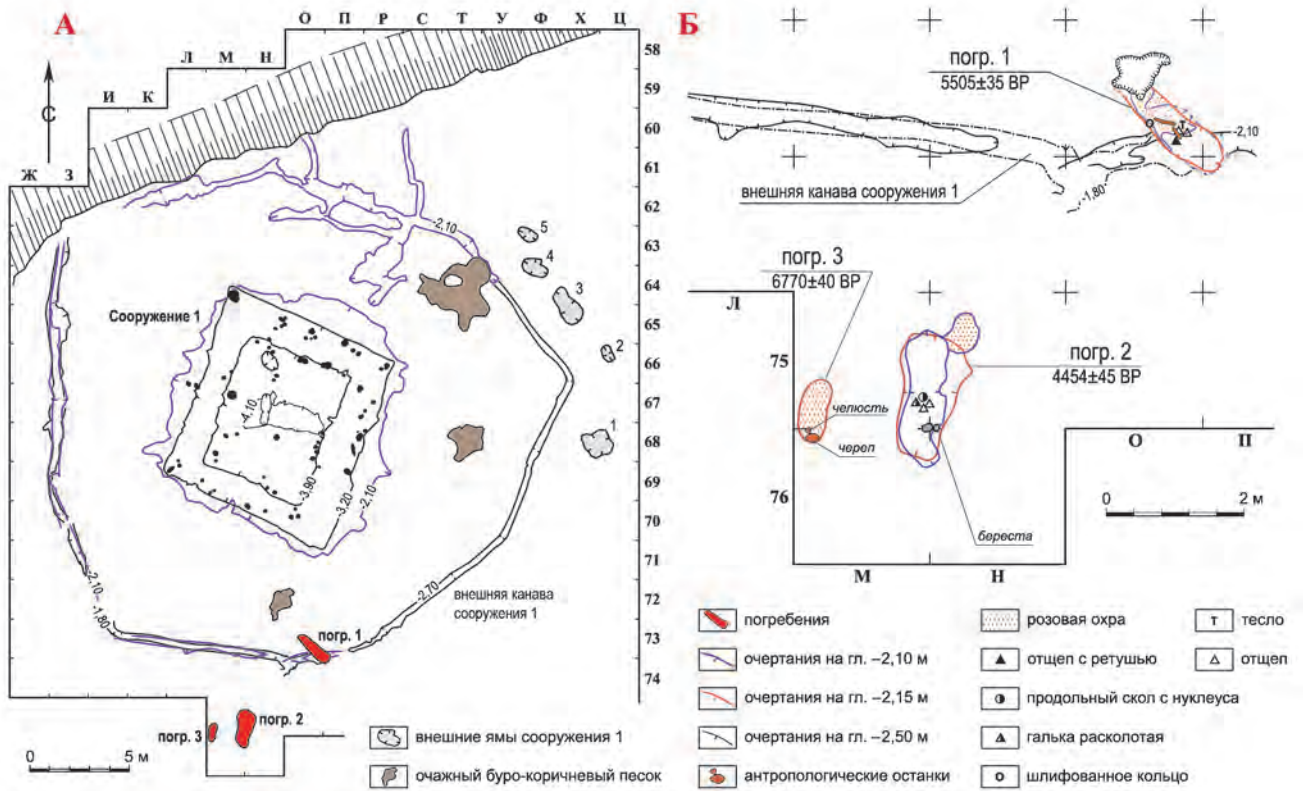 А
О П Р С Т У Ф Х Ц
Л М Н
И К
Ж З
С
58
59
60
61
62
63
64
65
66
67
68
69
70
71
72
73
74
-2,10
5
4
3
2
1
Сооружение 1
-4,10
-3,90
-3,20
-2,10
-2,10
-1,80
-2,70
внешняя канава
сооружения 1
погр. 1
погр. 2
погр. 3
0 5 м
внешние ямы сооружения 1
очажный буро-коричневый песок
Б
погр. 1
5505±35 BP
Т
-2,10
-1,80
внешняя канава сооружения 1
погр. 3
6770±40 BP
Л
75
76
погр. 2
4454±45 BP
челюсть
череп
береста
О П
М Н
0 2 м
погребения
очертания на гл. –2,10 м
очертания на гл. –2,15 м
очертания на гл. –2,50 м
антропологические останки
розовая охра
отщеп с ретушью
продольный скол с нуклеуса
галька расколотая
шлифованное кольцо
т тесло
отщеп